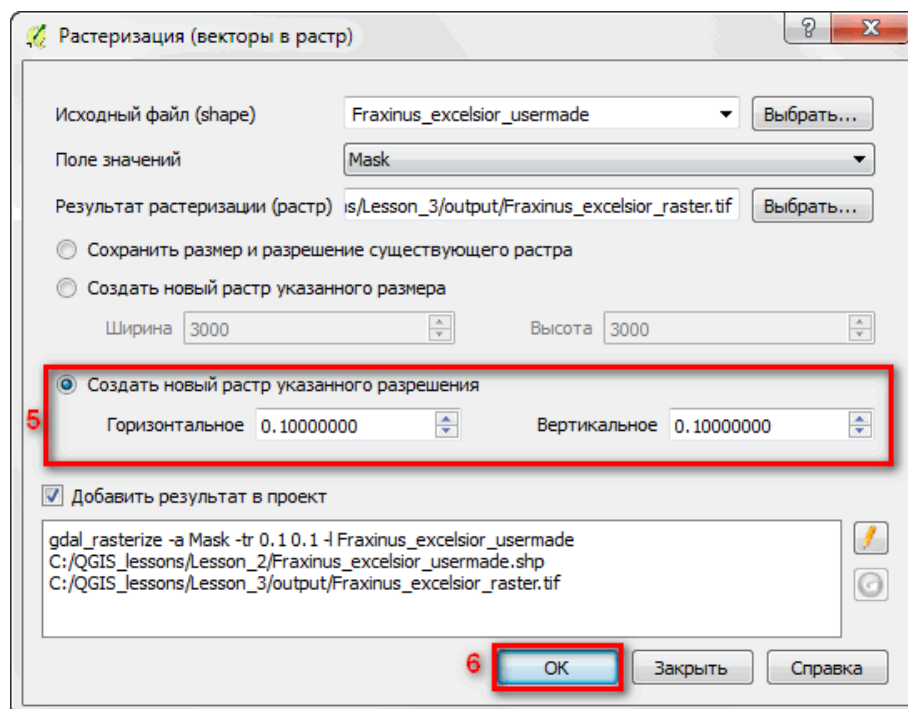 Растеризация (векторы в растр)
Исходный файл (shape) Fraxinus_excelsior_usermade Выбрать...
Поле значений Mask
Результат растеризации (растр) ıs/Lesson_3/output/Fraxinus_excelsior_raster.tif Выбрать...
Сохранить размер и разрешение существующего растра
Создать новый растр указанного размера
Ширина 3000 Высота 3000
Создать новый растр указанного разрешения
5 Горизонтальное 0.10000000 Вертикальное 0.10000000
Добавить результат в проект
gdal_rasterize -a Mask -tr 0.1 0.1 -l Fraxinus_excelsior_usermade
C:/QGIS_lessons/Lesson_2/Fraxinus_excelsior_usermade.shp
C:/QGIS_lessons/Lesson_3/output/Fraxinus_excelsior_raster.tif
6 OK Закрыть Справка